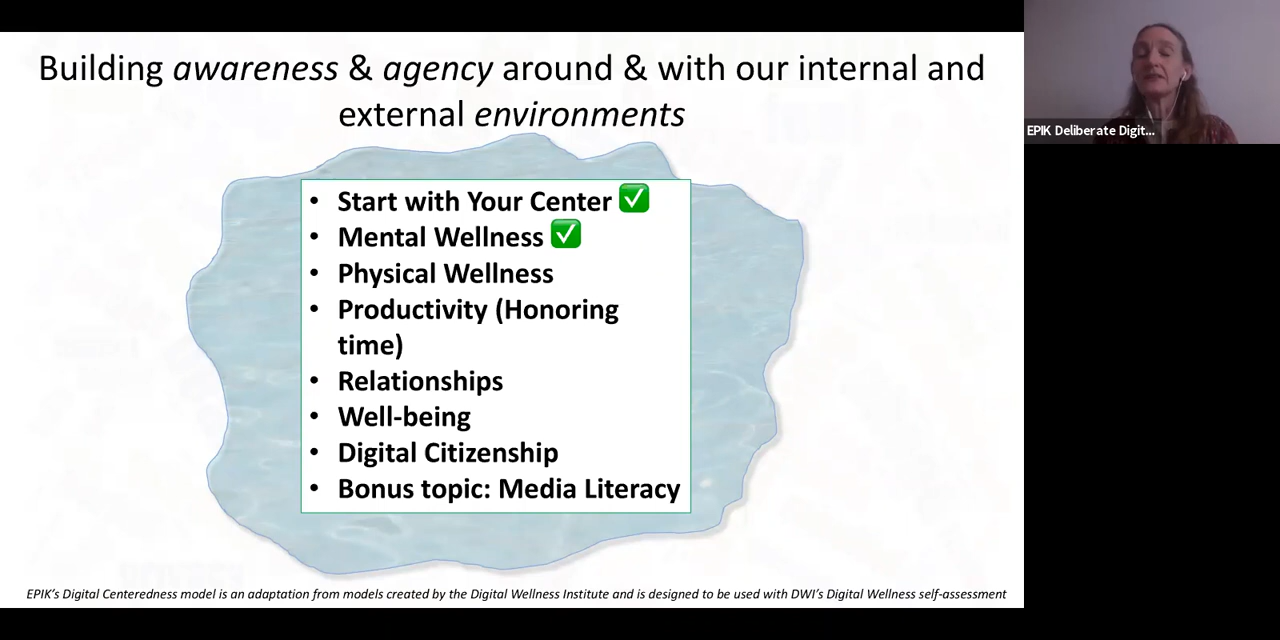 Building awareness & agency around & with our internal and
external environments
• Start with Your Center ✅
• Mental Wellness ✅
• Physical Wellness
• Productivity (Honoring
time)
• Relationships
• Well-being
• Digital Citizenship
• Bonus topic: Media Literacy
EPIK's Digital Centeredness model is an adaptation from models created by the Digital Wellness Institute and is designed to be used with DWI's Digital Wellness self-assessment
EPIK Deliberate Digit...